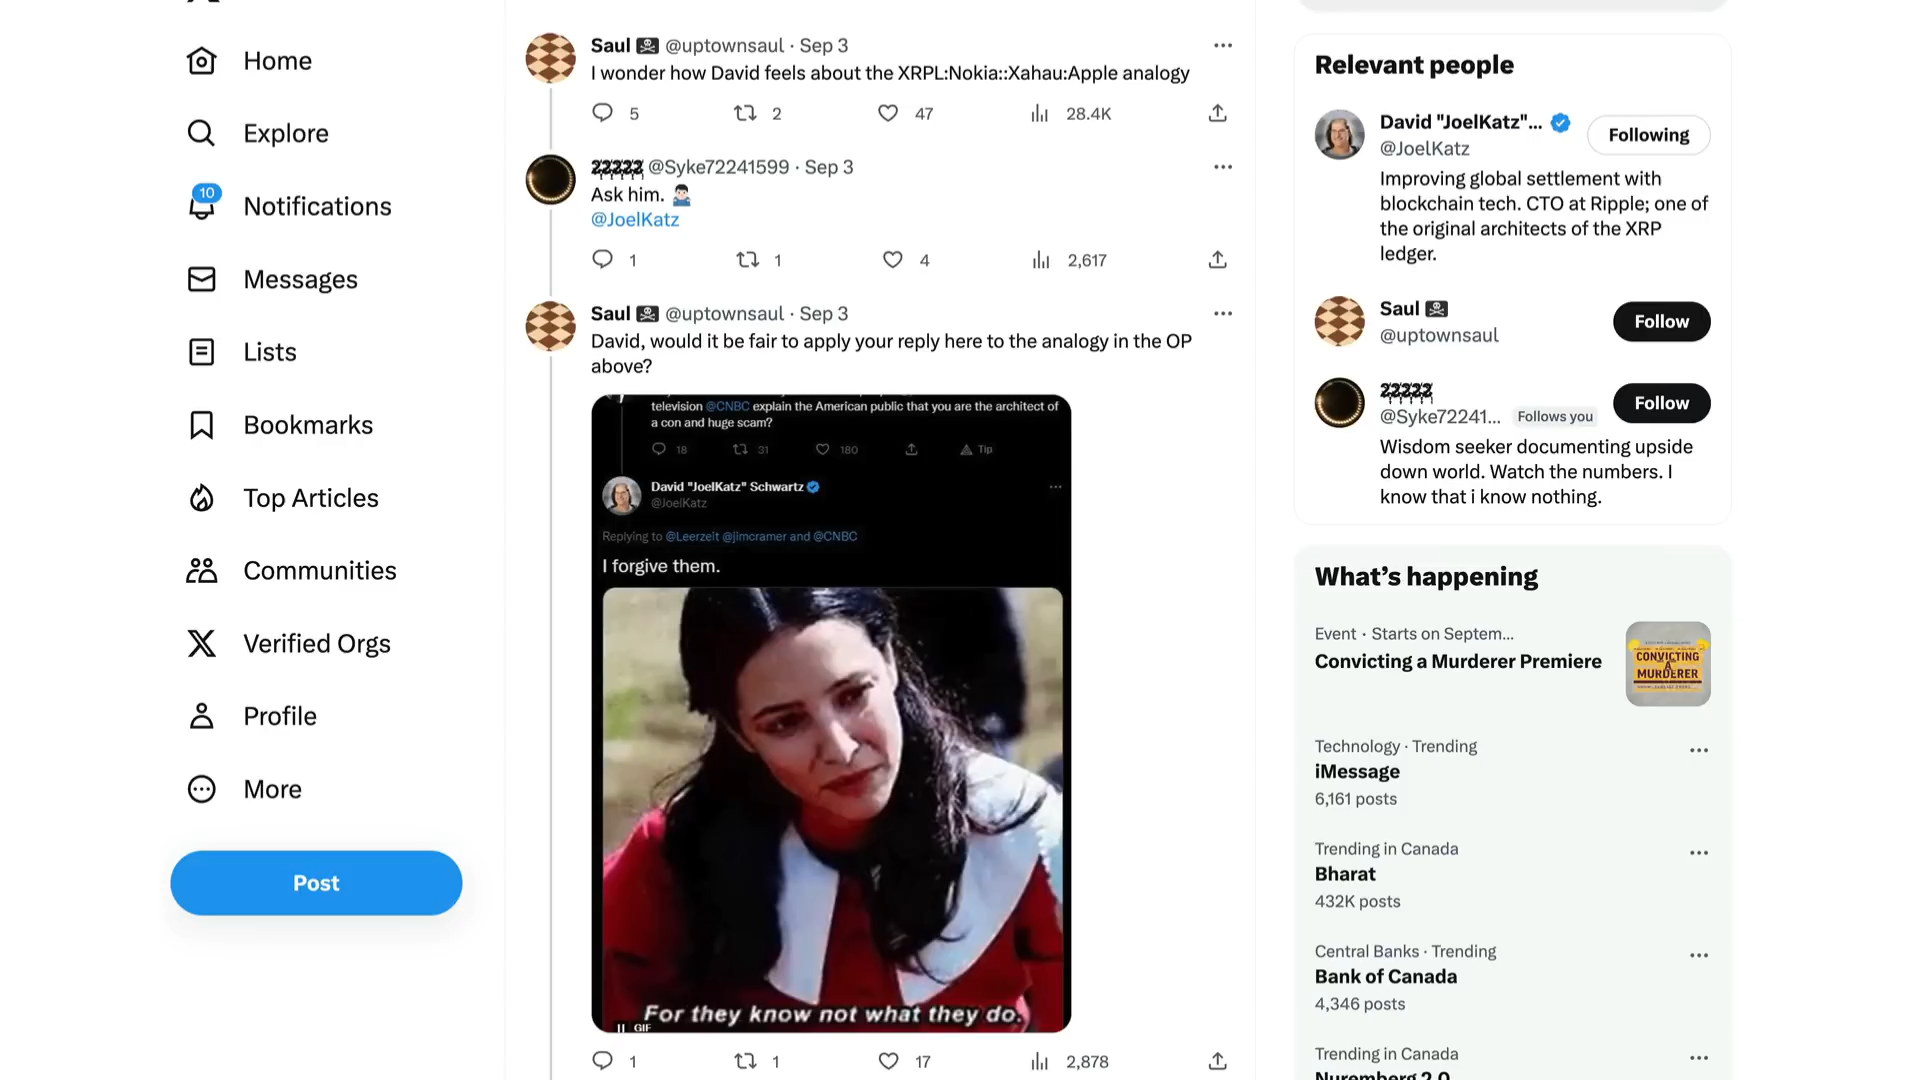 Home
Explore
10
Notifications
Messages
Lists
Bookmarks
Top Articles
Communities
Verified Orgs
Profile
More
Post
Saul @uptownsaul · Sep 3
I wonder how David feels about the XRPL:Nokia::Xahau:Apple analogy
5 2 47 28.4K
@Syke72241599 · Sep 3
Ask him.
@JoelKatz
1 1 4 2,617
Saul @uptownsaul · Sep 3
David, would it be fair to apply your reply here to the analogy in the OP
above?
television @CNBC explain the American public that you are the architect of
a con and huge scam?
18 31 180 Tip
David "JoelKatz" Schwartz
@JoelKatz
Replying to @Leerzeit @jimcramer and @CNBC
I forgive them.
For they know not what they do.
GIF
1 1 17 2,878
Relevant people
David "JoelKatz"...
Following
@JoelKatz
Improving global settlement with
blockchain tech. CTO at Ripple; one of
the original architects of the XRP
ledger.
Saul
Follow
@uptownsaul
Follow
@Syke72241... Follows you
Wisdom seeker documenting upside
down world. Watch the numbers. I
know that i know nothing.
What's happening
Event · Starts on Septem...
Convicting a Murderer Premiere
CONVICTING
A
MURDERER
Technology · Trending
iMessage
6,161 posts
Trending in Canada
Bharat
432K posts
Central Banks · Trending
Bank of Canada
4,346 posts
Trending in Canada
Nuremberg 2.0